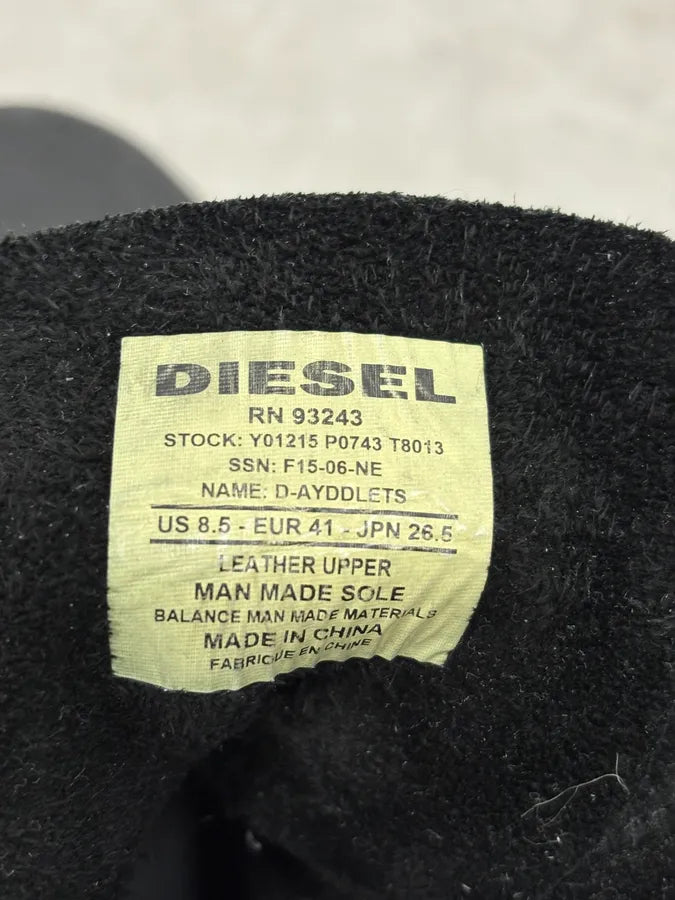 DIESEL
RN 93243
STOCK: Y01215 P0743 T8013
SSN: F15-06-NE
NAME: D-AYDDLETS
US 8.5 - EUR 41 - JPN 26.5
LEATHER UPPER
MAN MADE SOLE
BALANCE MAN MADE MATERIALS
MADE IN CHINA
FABRIQUE EN CHINE